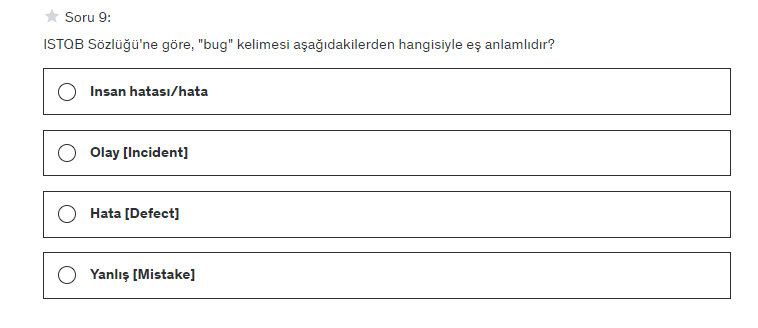 Soru 9:
ISTQB Sözlüğü'ne göre, "bug" kelimesi aşağıdakilerden hangisiyle eş anlamlıdır?
Insan hatası/hata
Olay [Incident]
Hata [Defect]
Yanlış [Mistake]